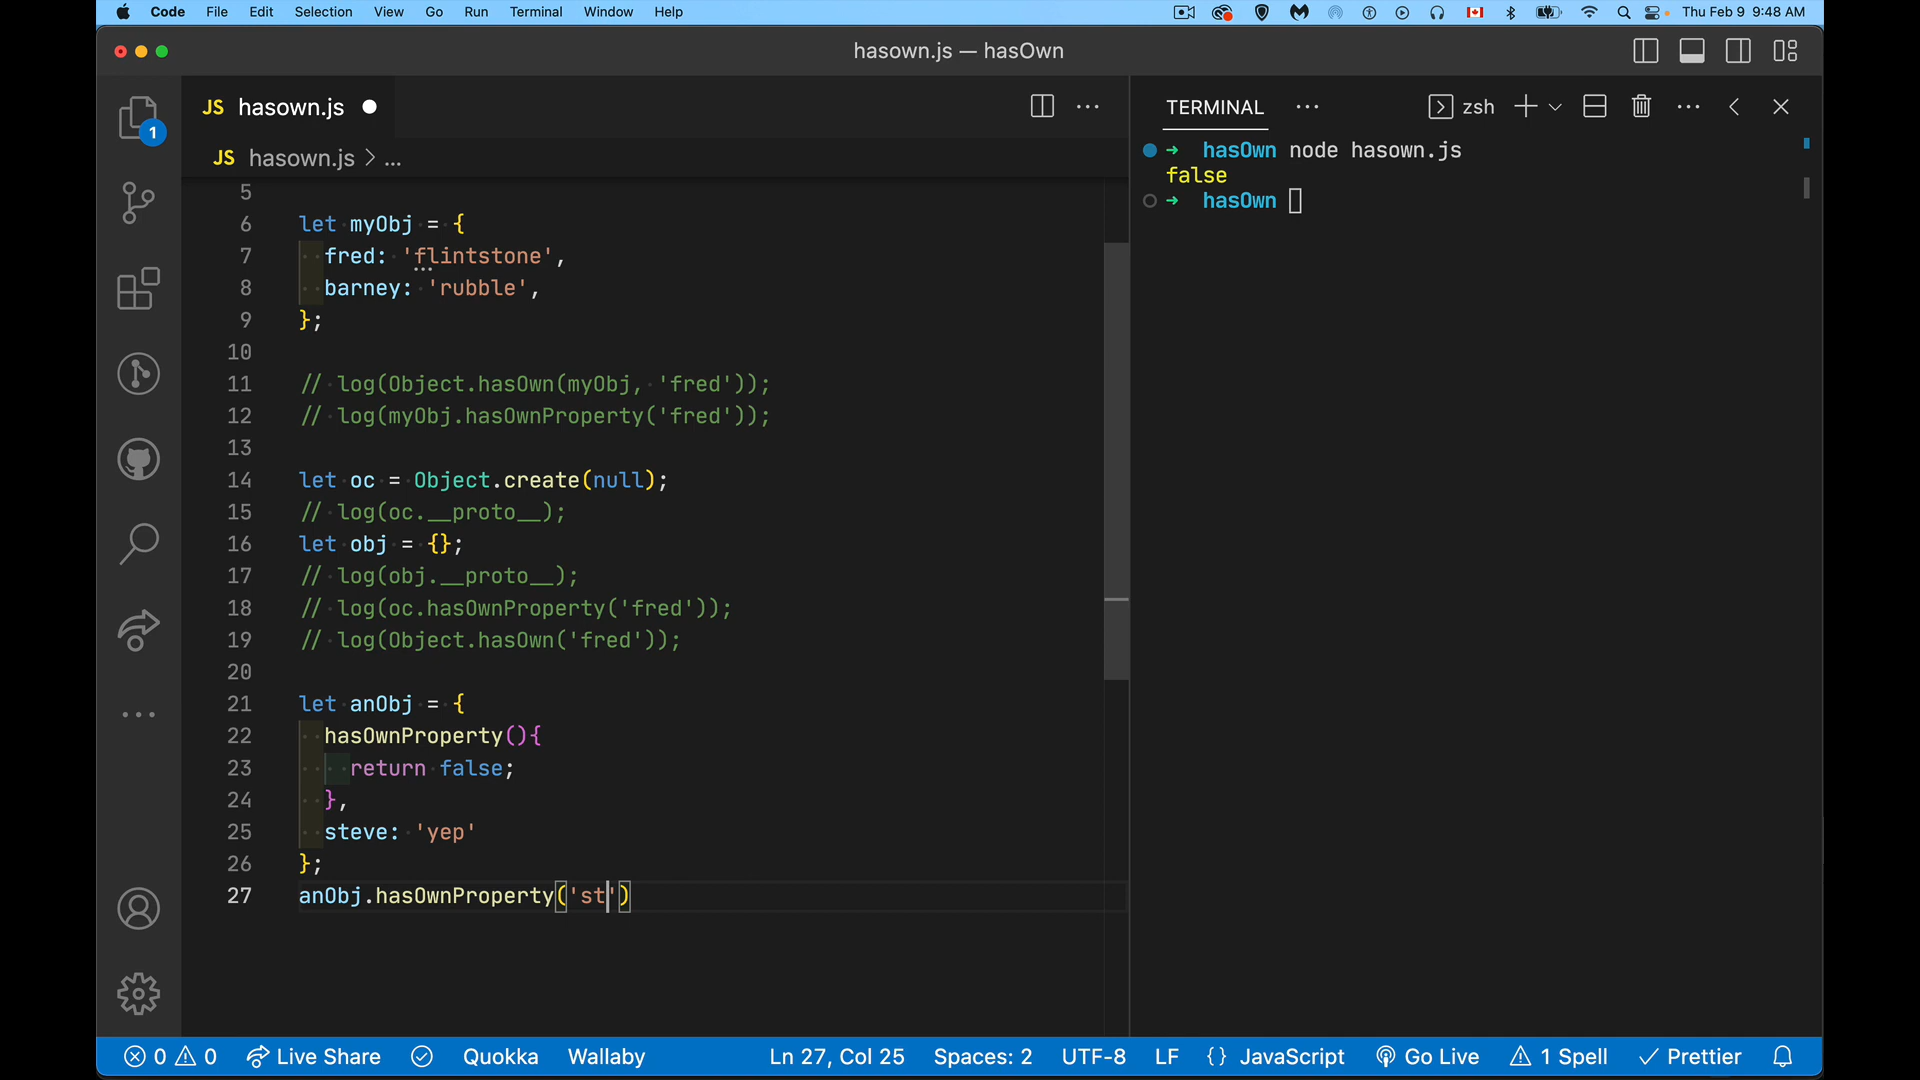 Code File Edit Selection View Go Run Terminal Window Help Thu Feb 9 9:48 AM
hasown.js — hasOwn
JS hasown.js
TERMINAL zsh
1
JS hasown.js > ...
hasOwn node hasown.js
false
hasOwn
5
6 let myObj = {
7 fred: 'flintstone',
8 barney: 'rubble',
9 };
10
11 // log(Object.hasOwn(myObj, 'fred'));
12 // log(myObj.hasOwnProperty('fred'));
13
14 let oc = Object.create(null);
15 // log(oc.__proto__);
16 let obj = {};
17 // log(obj.__proto__);
18 // log(oc.hasOwnProperty('fred'));
19 // log(Object.hasOwn('fred'));
20
21 let anObj = {
22 hasOwnProperty(){
23 return false;
24 },
25 steve: 'yep'
26 };
27 anObj.hasOwnProperty('st')
0 0 Live Share Quokka Wallaby Ln 27, Col 25 Spaces: 2 UTF-8 LF {} JavaScript Go Live 1 Spell Prettier